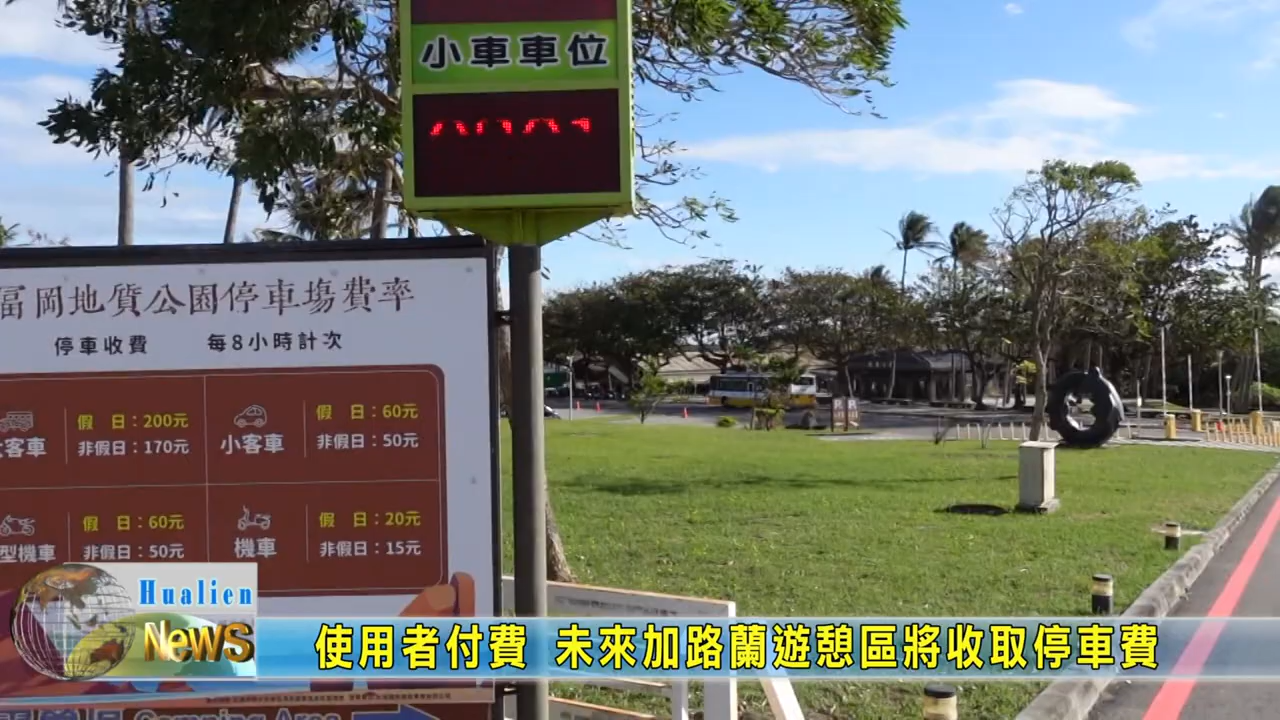 小車車位
富岡地質公園停車場費率
停車收費 每8小時計次
大客車
假 日：200元
非假日：170元
小客車
假 日：60元
非假日：50元
型機車
假 日：60元
非假日：50元
機車
假 日：20元
非假日：15元
Hualien
News
使用者付費 未來加路蘭遊憩區將收取停車費
Camping Area